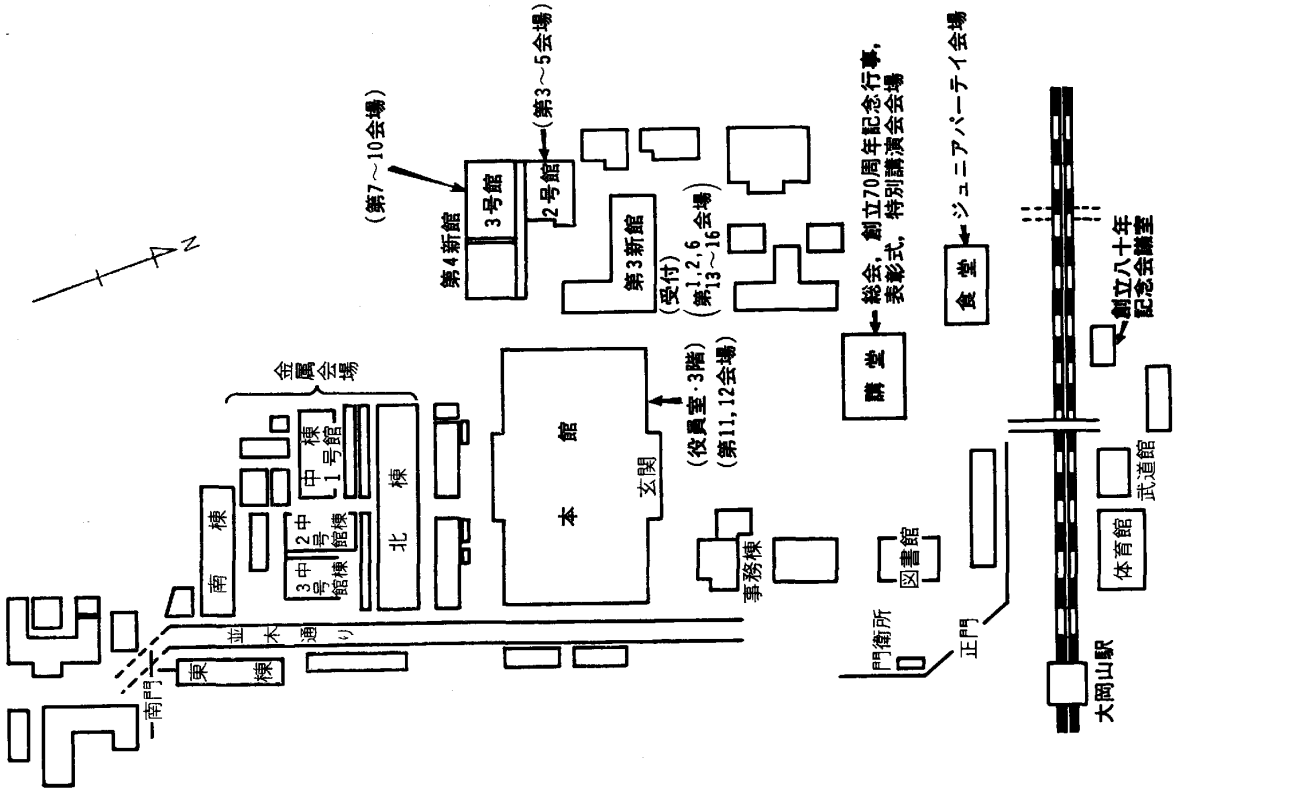 (第7～10会場)
(第3～5会場)
第4新館
3号館
2号館
第3新館
(受付)
(第1, 2, 6
13～16会場)
N
金属会場
南棟
中棟
1号館
中棟
2号館
中棟
3号館
北棟
本館
玄関
(役員室・3階)
(第11, 12会場)
講堂
総会, 創立70周年記念行事,
表彰式, 特別講演会会場
食堂
ジュニアパーティ会場
創立八十年
記念会議室
事務棟
図書館
武道館
体育館
並木通り
東棟
南門
門衛所
正門
大岡山駅